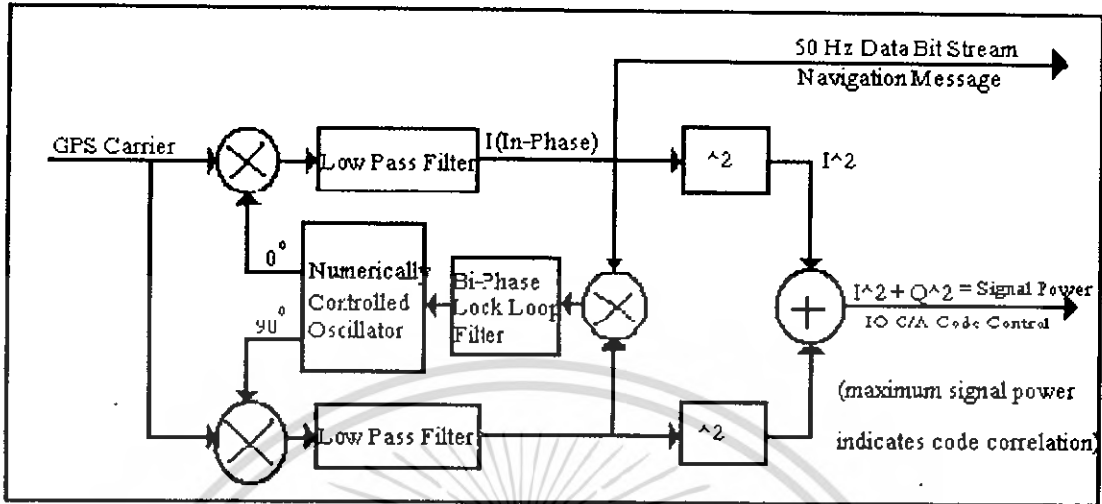 50 Hz Data Bit Stream
Navigation Message
GPS Carrier
Low Pass Filter
I(In-Phase)
^2
I^2
0°
Numerically
Controlled
Oscillator
Bi-Phase
Lock Loop
Filter
90°
I^2 + Q^2 = Signal Power
TO C/A Code Control
Low Pass Filter
^2
(maximum signal power
indicates code correlation)